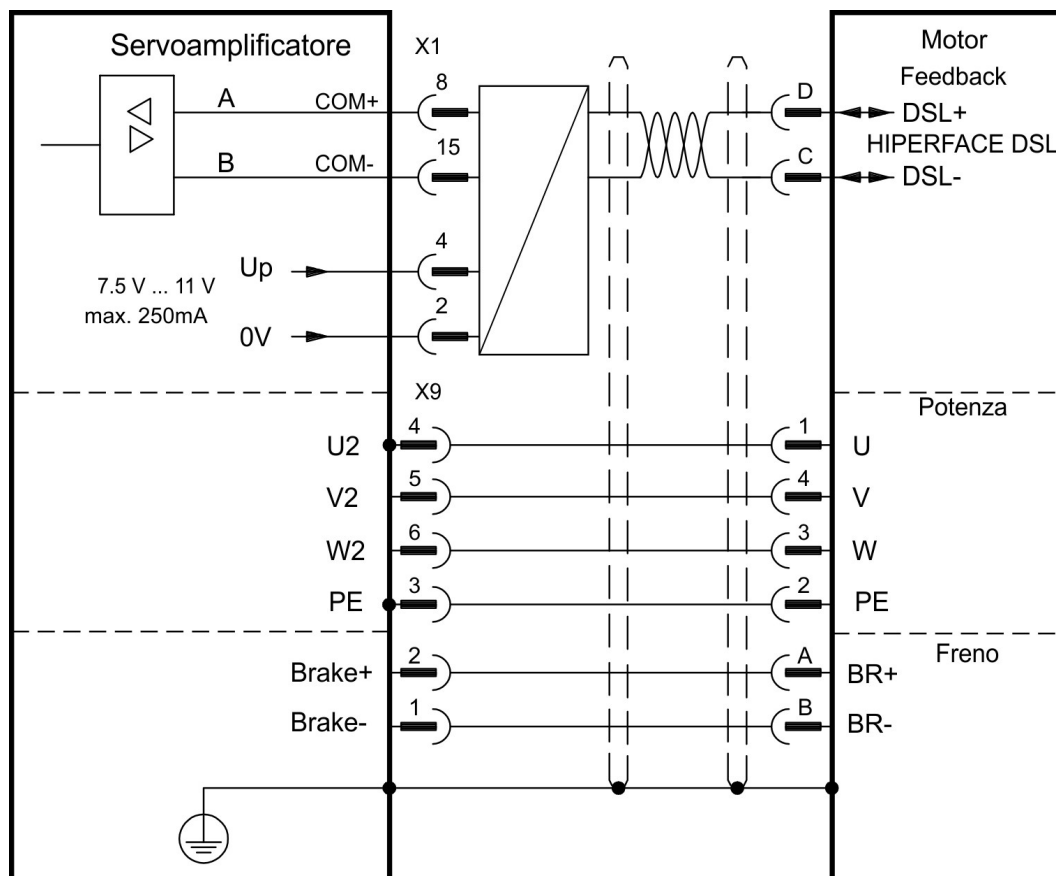 Servoamplificatore
X1
Motor
Feedback
A
COM+
8
D
DSL+
HIPERFACE DSL
B
COM-
15
C
DSL-
Up
4
7.5 V ... 11 V
max. 250mA
0V
2
X9
Potenza
U2
4
1
U
V2
5
4
V
W2
6
3
W
PE
3
2
PE
Freno
Brake+
2
A
BR+
Brake-
1
B
BR-